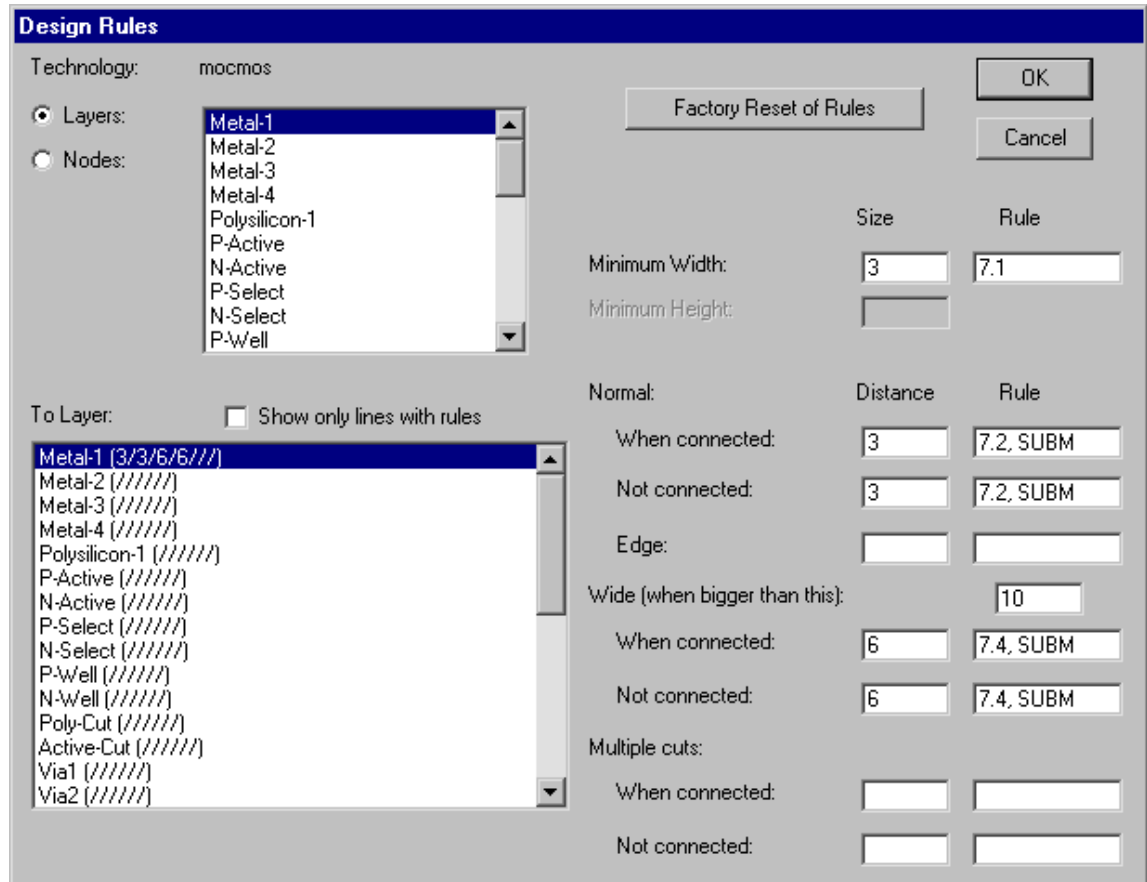 Design Rules
Technology: mocmos
OK
Factory Reset of Rules
Cancel
Layers:
Nodes:
Metal-1
Metal-2
Metal-3
Metal-4
Polysilicon-1
P-Active
N-Active
P-Select
N-Select
P-Well
Size Rule
Minimum Width: 3 7.1
Minimum Height:
To Layer: Show only lines with rules
Metal-1 (3/3/6/6///)
Metal-2 (//////)
Metal-3 (//////)
Metal-4 (//////)
Polysilicon-1 (//////)
P-Active (//////)
N-Active (//////)
P-Select (//////)
N-Select (//////)
P-Well (//////)
N-Well (//////)
Poly-Cut (//////)
Active-Cut (//////)
Via1 (//////)
Via2 (//////)
Normal: Distance Rule
When connected: 3 7.2, SUBM
Not connected: 3 7.2, SUBM
Edge:
Wide (when bigger than this): 10
When connected: 6 7.4, SUBM
Not connected: 6 7.4, SUBM
Multiple cuts:
When connected:
Not connected: